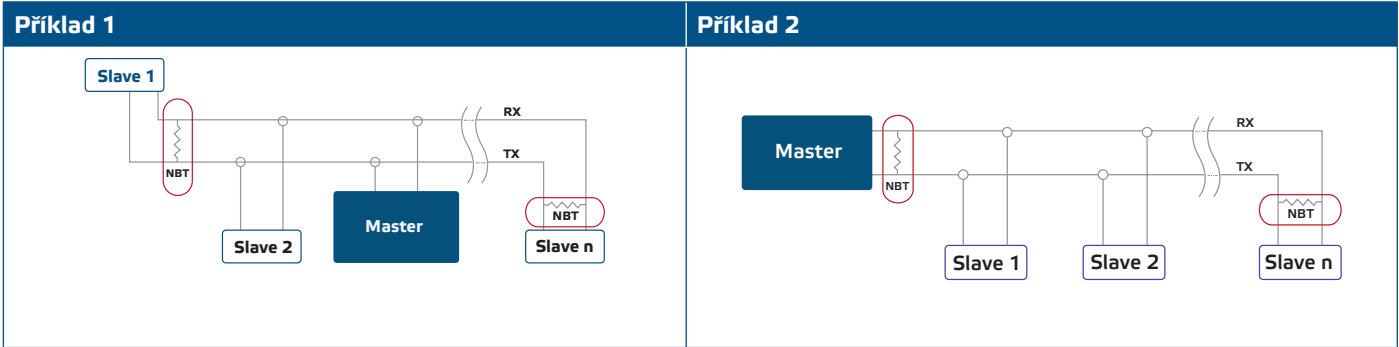 Příklad 1
Slave 1
RX
TX
NBT
NBT
Slave 2
Master
Slave n
Příklad 2
RX
Master
TX
NBT
NBT
Slave 1
Slave 2
Slave n